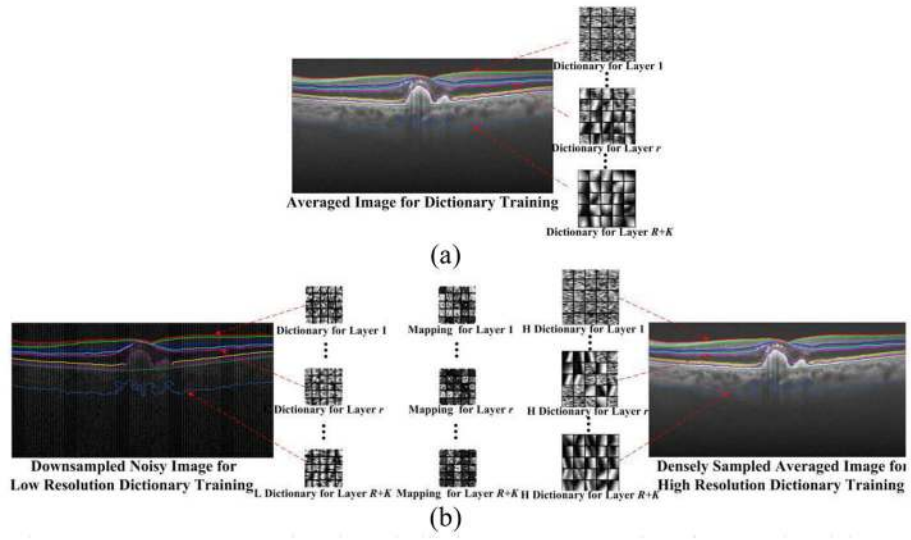 Dictionary for Layer 1
Dictionary for Layer r
Averaged Image for Dictionary Training
Dictionary for Layer R+K
(a)
Dictionary for Layer 1
Mapping for Layer 1
H Dictionary for Layer 1
Dictionary for Layer r
Mapping for Layer r
H Dictionary for Layer r
Downsampled Noisy Image for
Low Resolution Dictionary Training
L Dictionary for Layer R+K
Mapping for Layer R+K
H Dictionary for Layer R+K
Densely Sampled Averaged Image for
High Resolution Dictionary Training
(b)